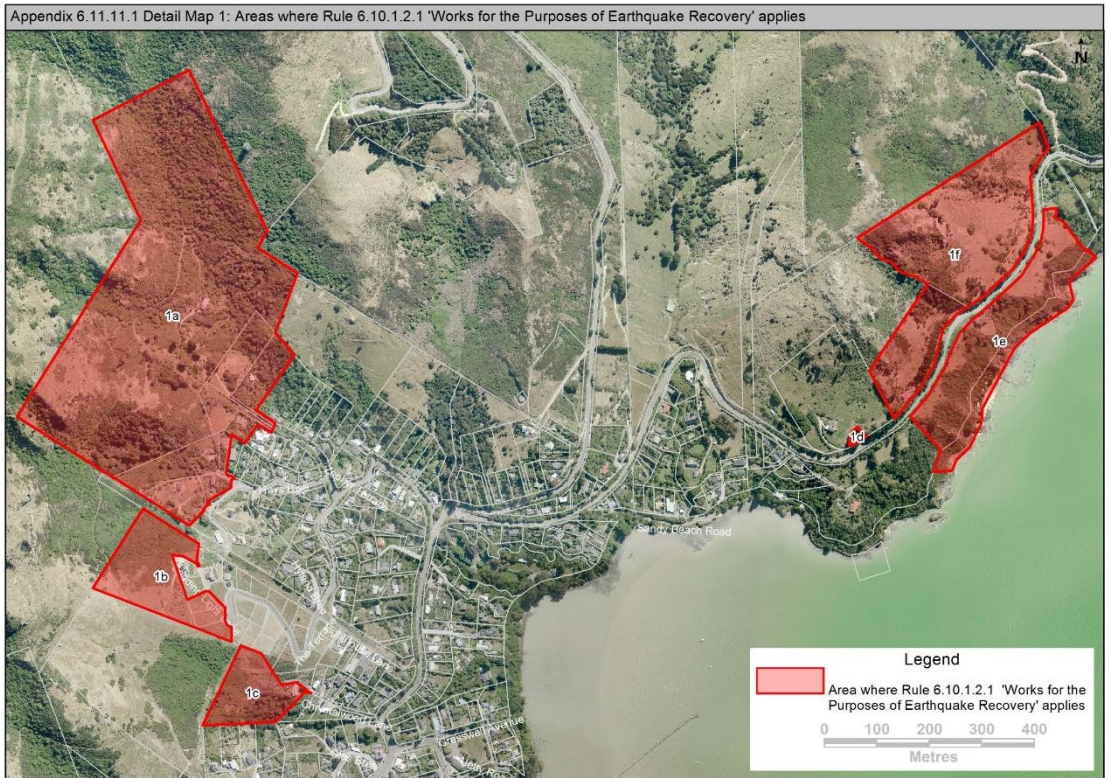 Appendix 6.11.11.1 Detail Map 1: Areas where Rule 6.10.1.2.1 'Works for the Purposes of Earthquake Recovery' applies
N
1a
1b
1c
1d
1e
1f
Sandy Beach Road
Cresswell Avenue
Legend
Area where Rule 6.10.1.2.1 'Works for the
Purposes of Earthquake Recovery' applies
0 100 200 300 400
Metres